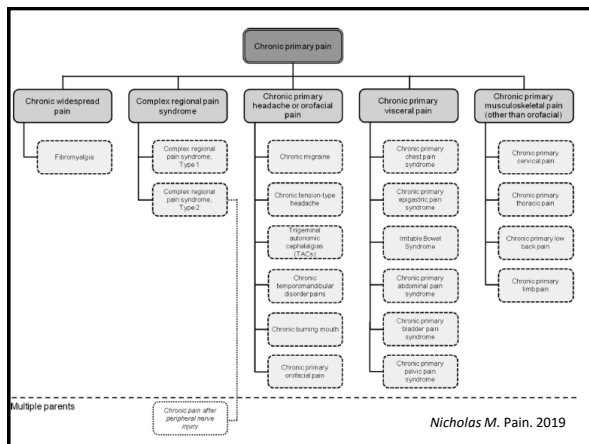 Chronic primary pain
Chronic widespread
pain
Fibromyalgia
Complex regional pain
syndrome
Complex regional
pain syndrome,
Type 1
Complex regional
pain syndrome,
Type 2
Chronic primary
headache or orofacial
pain
Chronic migraine
Chronic tension-type
headache
Trigeminal
autonomic
cephalalgias
(TACs)
Chronic
temporomandibular
disorder pains
Chronic burning mouth
Chronic primary
orofacial pain
Chronic primary
visceral pain
Chronic primary
chest pain
syndrome
Chronic primary
epigastric pain
syndrome
Irritable Bowel
Syndrome
Chronic primary
abdominal pain
syndrome
Chronic primary
bladder pain
syndrome
Chronic primary
pelvic pain
syndrome
Chronic primary
musculoskeletal pain
(other than orofacial)
Chronic primary
cervical pain
Chronic primary
thoracic pain
Chronic primary low
back pain
Chronic primary
limb pain
Multiple parents
Chronic pain after
peripheral nerve
injury
Nicholas M. Pain. 2019